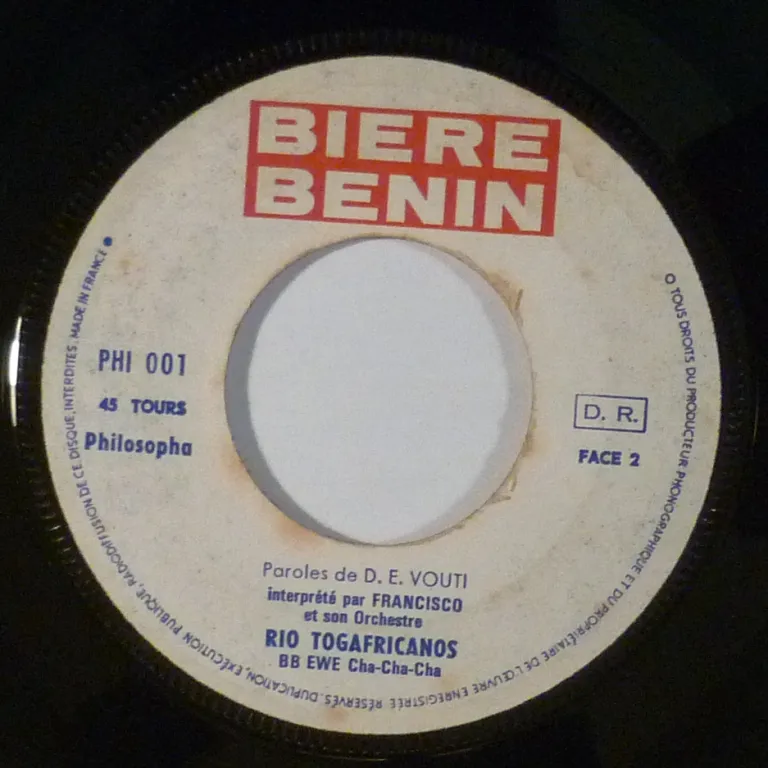 BIERE
BENIN
PHI 001
45 TOURS
Philosopha
D. R.
FACE 2
Paroles de D. E. VOUTI
interprété par FRANCISCO
et son Orchestre
RIO TOGAFRICANOS
BB EWE Cha-Cha-Cha
O TOUS DROITS DU PRODUCTEUR PHONOGRAPHIQUE ET DU PROPRIÉTAIRE DE L'ŒUVRE ENREGISTRÉE RÉSERVÉS. DUPLICATION, EXÉCUTION PUBLIQUE, RADIODIFFUSION DE CE DISQUE, INTERDITES. MADE IN FRANCE